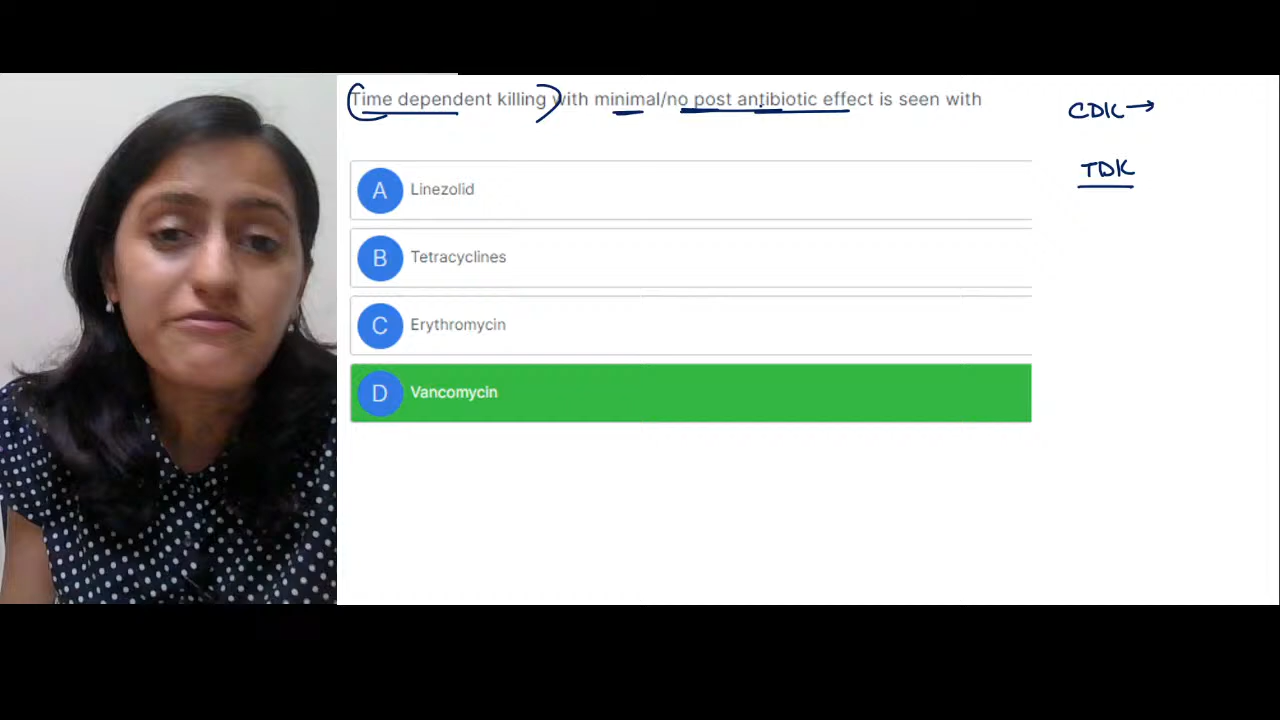 Time dependent killing with minimal/no post antibiotic effect is seen with
CDK →
TDK
A Linezolid
B Tetracyclines
C Erythromycin
D Vancomycin